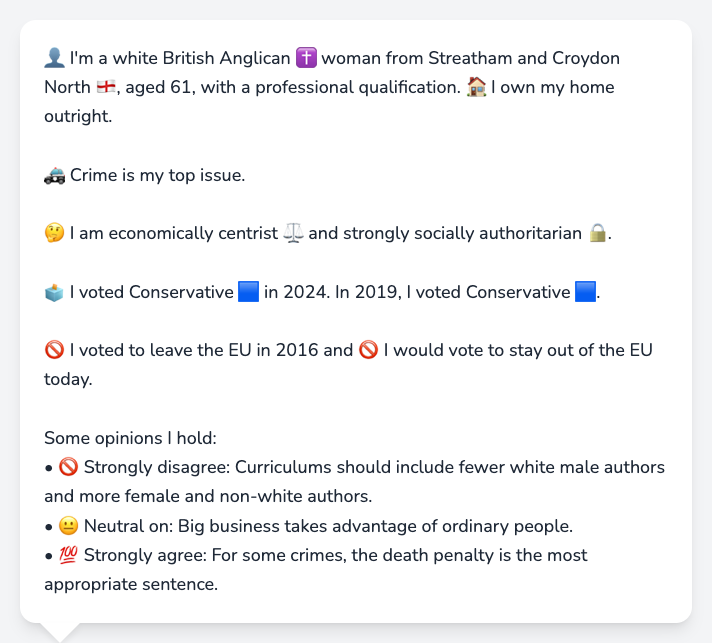 👤 I'm a white British Anglican ✝️ woman from Streatham and Croydon
North 🏴󠁧󠁢󠁥󠁮󠁧󠁿, aged 61, with a professional qualification. 🏠 I own my home
outright.
🚓 Crime is my top issue.
🤔 I am economically centrist ⚖️ and strongly socially authoritarian 🔒.
🗳️ I voted Conservative 🟦 in 2024. In 2019, I voted Conservative 🟦.
🚫 I voted to leave the EU in 2016 and 🚫 I would vote to stay out of the EU
today.
Some opinions I hold:
• 🚫 Strongly disagree: Curriculums should include fewer white male authors
and more female and non-white authors.
• 😐 Neutral on: Big business takes advantage of ordinary people.
• 💯 Strongly agree: For some crimes, the death penalty is the most
appropriate sentence.